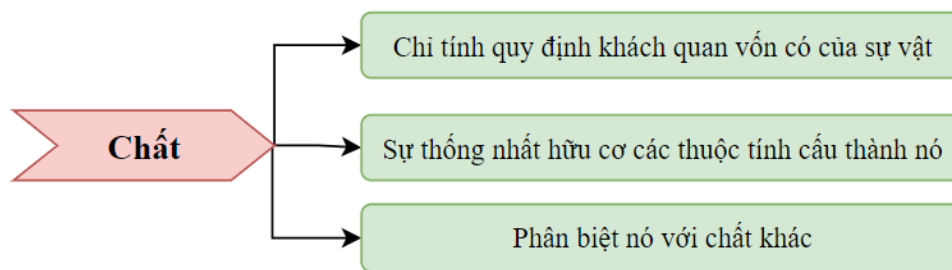 Chỉ tính quy định khách quan vốn có của sự vật
Chất
Sự thống nhất hữu cơ các thuộc tính cấu thành nó
Phân biệt nó với chất khác